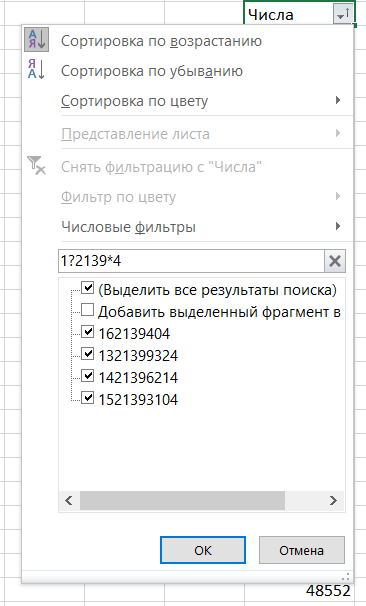 Числа
Сортировка по возрастанию
Сортировка по убыванию
Сортировка по цвету
Представление листа
Снять фильтрацию с "Числа"
Фильтр по цвету
Числовые фильтры
1?2139*4
(Выделить все результаты поиска)
Добавить выделенный фрагмент в
162139404
1321399324
1421396214
1521393104
ОК
Отмена
48552